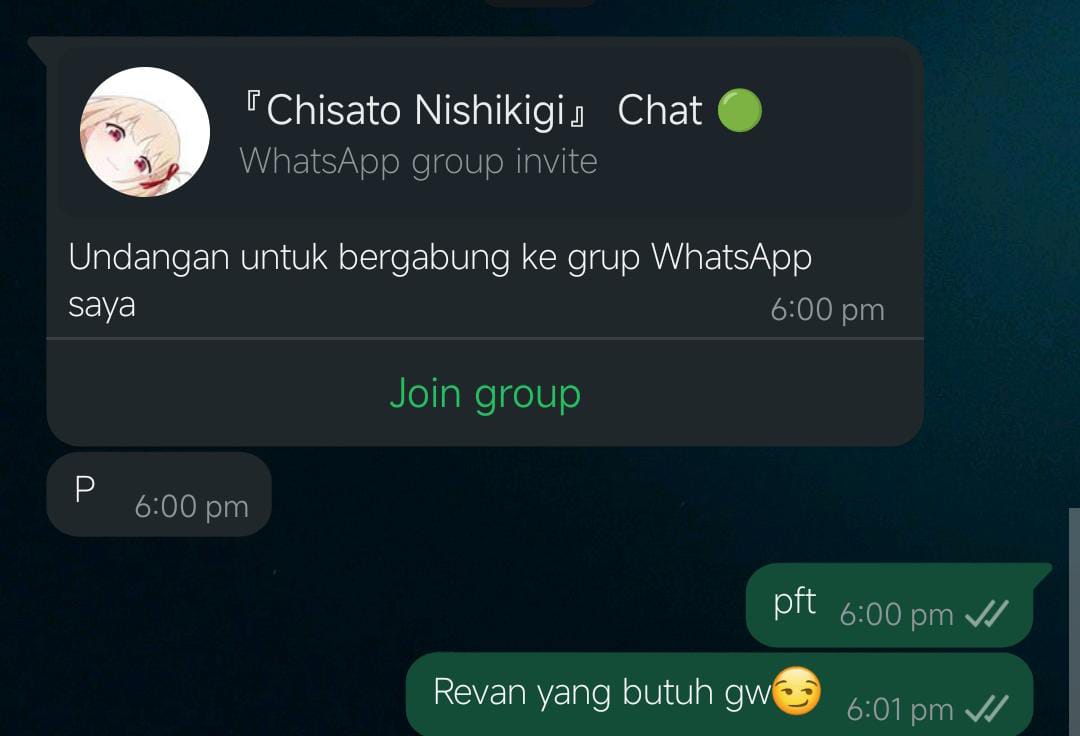 『Chisato Nishikigi』 Chat 🟢
WhatsApp group invite
Undangan untuk bergabung ke grup WhatsApp
saya
6:00 pm
Join group
P 6:00 pm
pft 6:00 pm
Revan yang butuh gw😏 6:01 pm